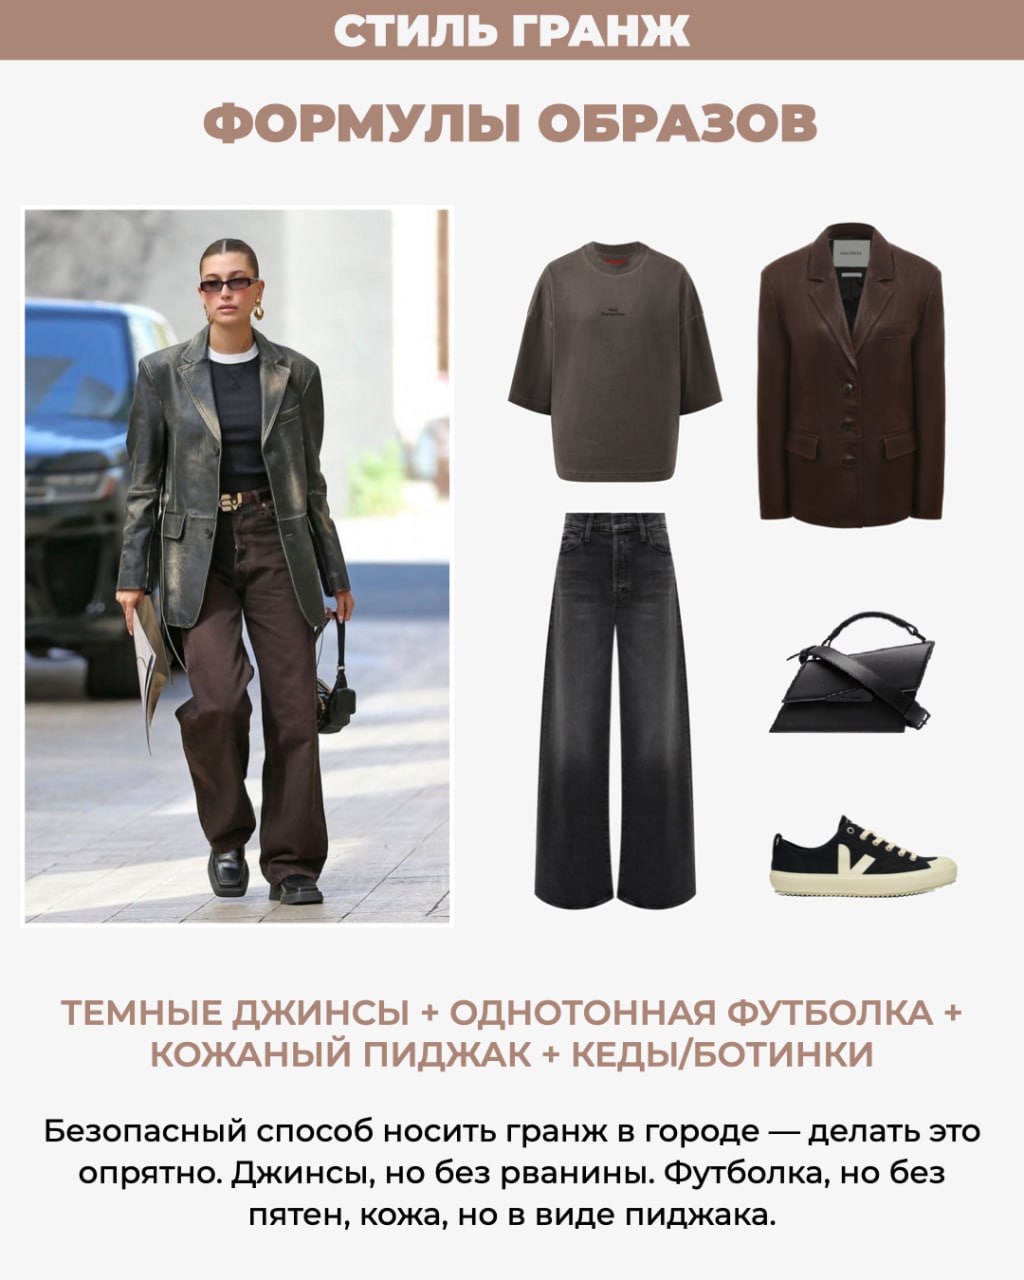 СТИЛЬ ГРАНЖ
ФОРМУЛЫ ОБРАЗОВ
ТЕМНЫЕ ДЖИНСЫ + ОДНОТОННАЯ ФУТБОЛКА +
КОЖАНЫЙ ПИДЖАК + КЕДЫ/БОТИНКИ
Безопасный способ носить гранж в городе — делать это
опрятно. Джинсы, но без рванины. Футболка, но без
пятен, кожа, но в виде пиджака.